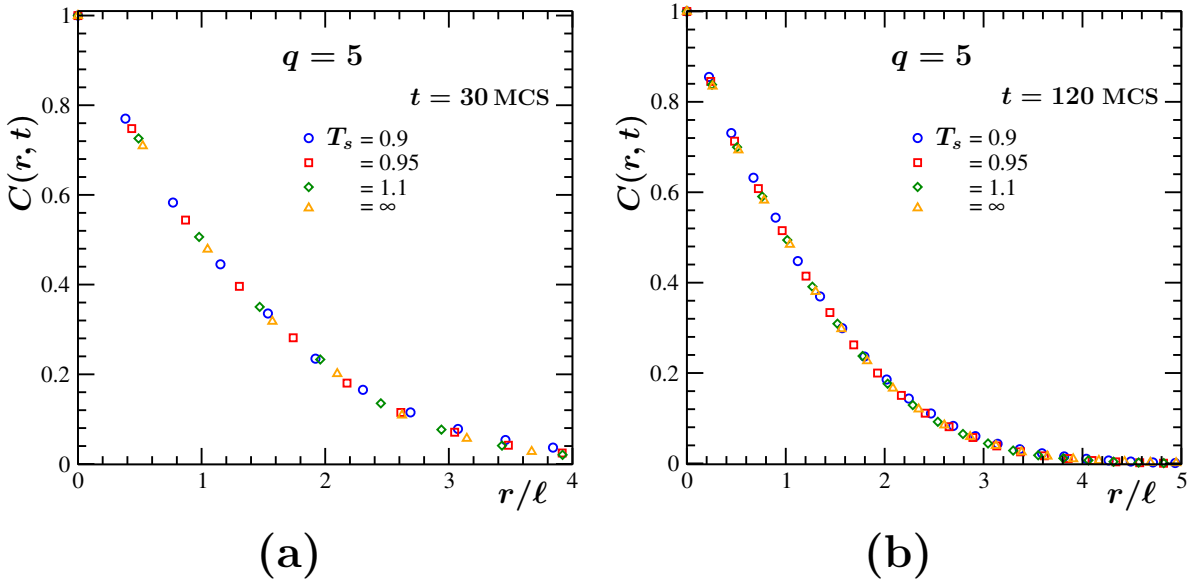 q = 5
t = 30 MCS
T_s = 0.9
= 0.95
= 1.1
= ∞
C(r, t)
1
0.8
0.6
0.4
0.2
0
0 1 2 3 4
r/ℓ
(a)
q = 5
t = 120 MCS
T_s = 0.9
= 0.95
= 1.1
= ∞
C(r, t)
1
0.8
0.6
0.4
0.2
0
0 1 2 3 4 5
r/ℓ
(b)